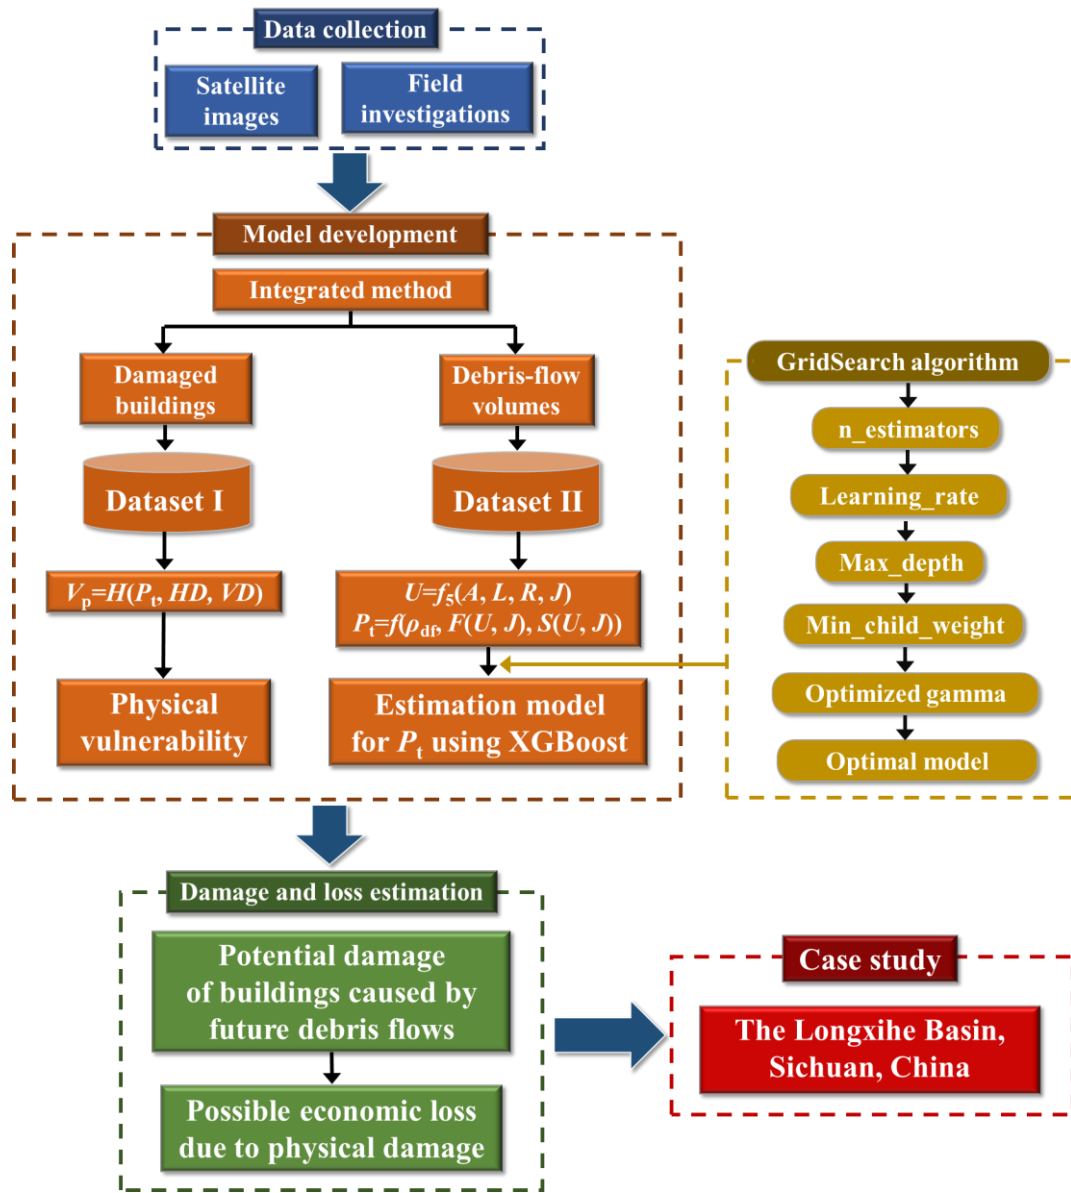 Data collection
Satellite
images
Field
investigations
Model development
Integrated method
Damaged
buildings
Debris-flow
volumes
Dataset I
Dataset II
Vₚ=H(Pₜ, HD, VD)
U=f₅(A, L, R, J)
Pₜ=f(ρ_df, F(U, J), S(U, J))
Physical
vulnerability
Estimation model
for Pₜ using XGBoost
GridSearch algorithm
n_estimators
Learning_rate
Max_depth
Min_child_weight
Optimized gamma
Optimal model
Damage and loss estimation
Potential damage
of buildings caused by
future debris flows
Possible economic loss
due to physical damage
Case study
The Longxihe Basin,
Sichuan, China